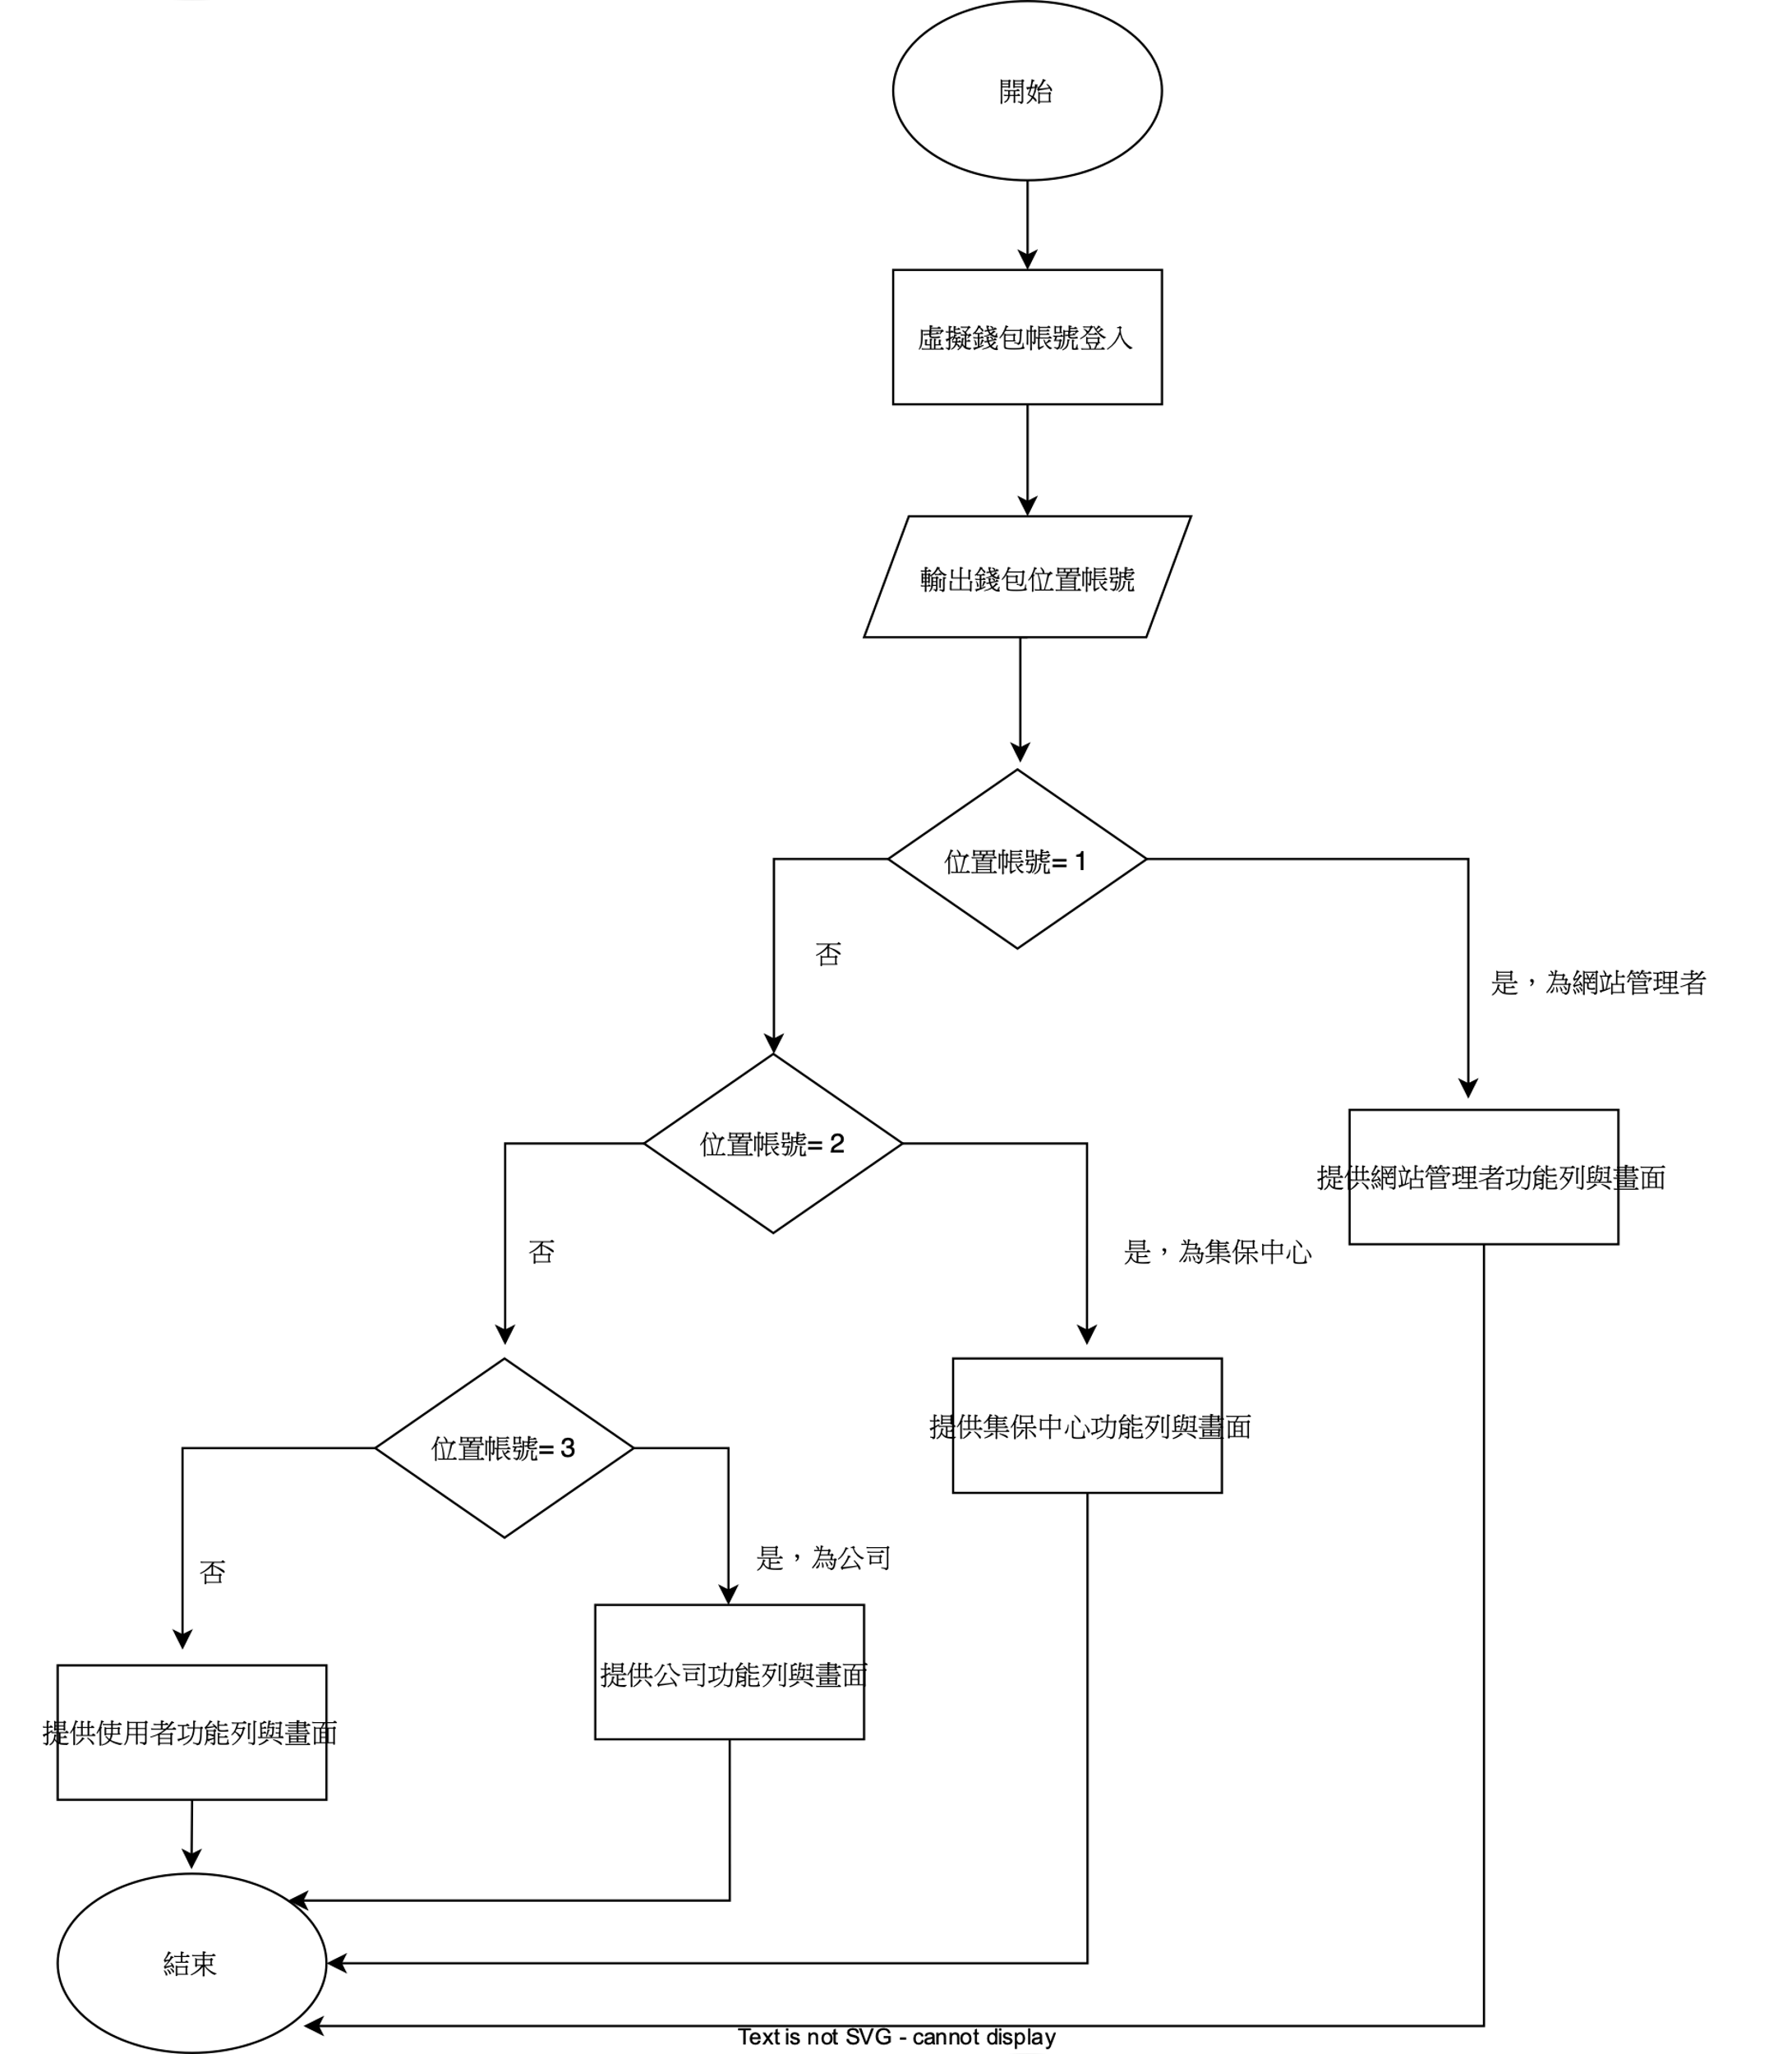 開始
虛擬錢包帳號登入
輸出錢包位置帳號
位置帳號= 1
否
是，為網站管理者
位置帳號= 2
提供網站管理者功能列與畫面
否
是，為集保中心
位置帳號= 3
提供集保中心功能列與畫面
否
是，為公司
提供公司功能列與畫面
提供使用者功能列與畫面
結束
Text is not SVG - cannot display